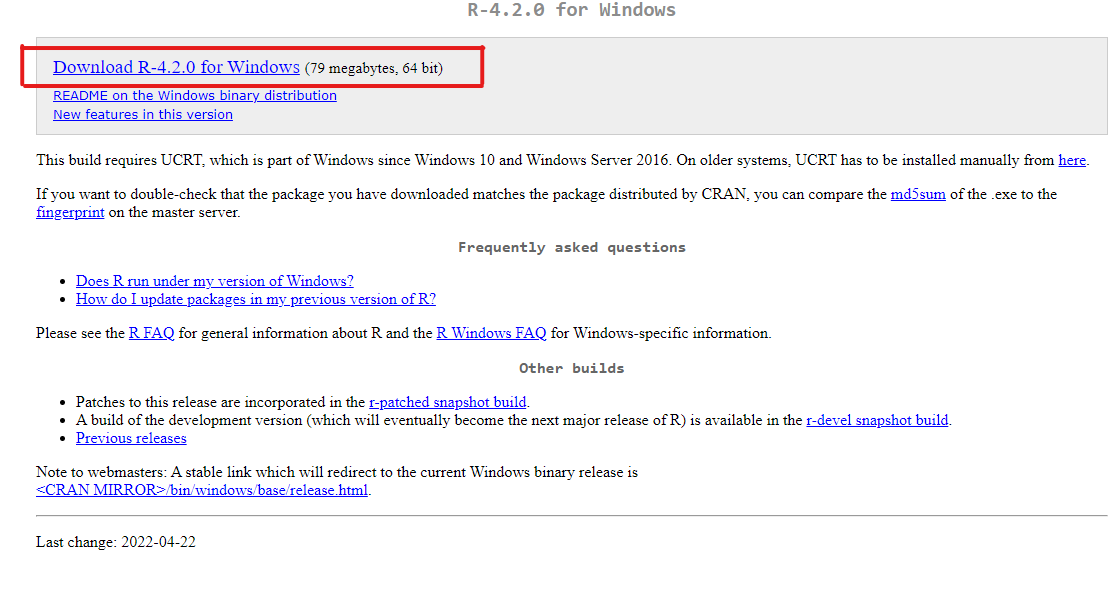 R-4.2.0 for Windows
Download R-4.2.0 for Windows (79 megabytes, 64 bit)
README on the Windows binary distribution
New features in this version
This build requires UCRT, which is part of Windows since Windows 10 and Windows Server 2016. On older systems, UCRT has to be installed manually from here.
If you want to double-check that the package you have downloaded matches the package distributed by CRAN, you can compare the md5sum of the .exe to the
fingerprint on the master server.
Frequently asked questions
• Does R run under my version of Windows?
• How do I update packages in my previous version of R?
Please see the R FAQ for general information about R and the R Windows FAQ for Windows-specific information.
Other builds
• Patches to this release are incorporated in the r-patched snapshot build.
• A build of the development version (which will eventually become the next major release of R) is available in the r-devel snapshot build.
• Previous releases
Note to webmasters: A stable link which will redirect to the current Windows binary release is
<CRAN MIRROR>/bin/windows/base/release.html.
Last change: 2022-04-22